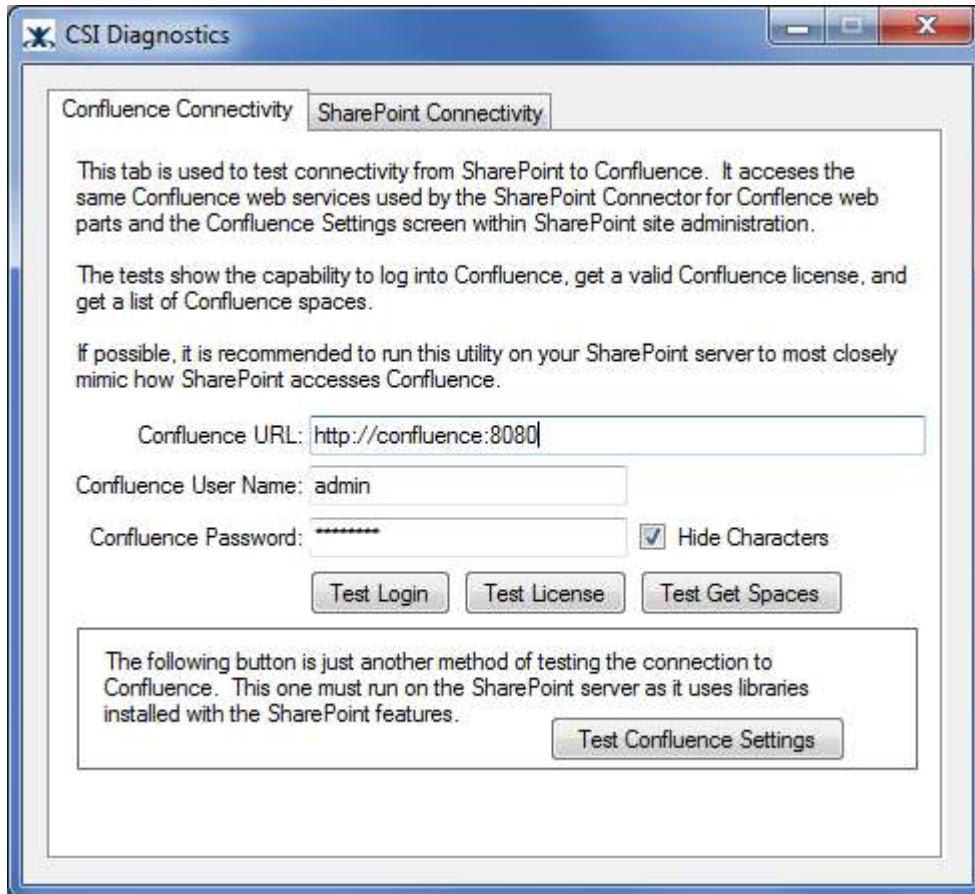 CSI Diagnostics
Confluence Connectivity
SharePoint Connectivity
This tab is used to test connectivity from SharePoint to Confluence.  It acceses the
same Confluence web services used by the SharePoint Connector for Conflence web
parts and the Confluence Settings screen within SharePoint site administration.
The tests show the capability to log into Confluence, get a valid Confluence license, and
get a list of Confluence spaces.
If possible, it is recommended to run this utility on your SharePoint server to most closely
mimic how SharePoint accesses Confluence.
Confluence URL: http://confluence:8080
Confluence User Name: admin
Confluence Password: ********
Hide Characters
Test Login
Test License
Test Get Spaces
The following button is just another method of testing the connection to
Confluence.  This one must run on the SharePoint server as it uses libraries
installed with the SharePoint features.
Test Confluence Settings